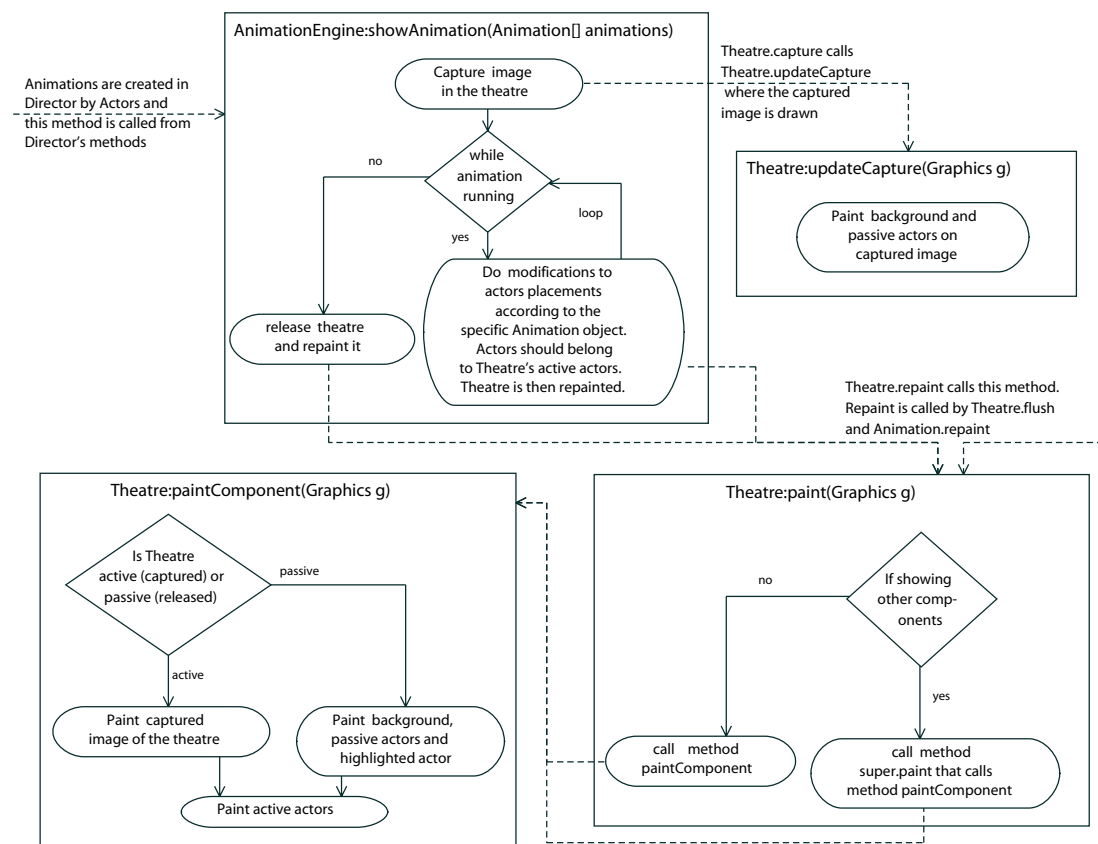 AnimationEngine:showAnimation(Animation[] animations)
Animations are created in
Director by Actors and
this method is called from
Director's methods
Capture image
in the theatre
Theatre.capture calls
Theatre.updateCapture
where the captured
image is drawn
while
animation
running
no
yes
loop
release theatre
and repaint it
Do modifications to
actors placements
according to the
specific Animation object.
Actors should belong
to Theatre's active actors.
Theatre is then repainted.
Theatre:updateCapture(Graphics g)
Paint background and
passive actors on
captured image
Theatre.repaint calls this method.
Repaint is called by Theatre.flush
and Animation.repaint
Theatre:paintComponent(Graphics g)
Is Theatre
active (captured) or
passive (released)
passive
active
Paint captured
image of the theatre
Paint background,
passive actors and
highlighted actor
Paint active actors
Theatre:paint(Graphics g)
If showing
other comp-
onents
no
yes
call method
paintComponent
call method
super.paint that calls
method paintComponent